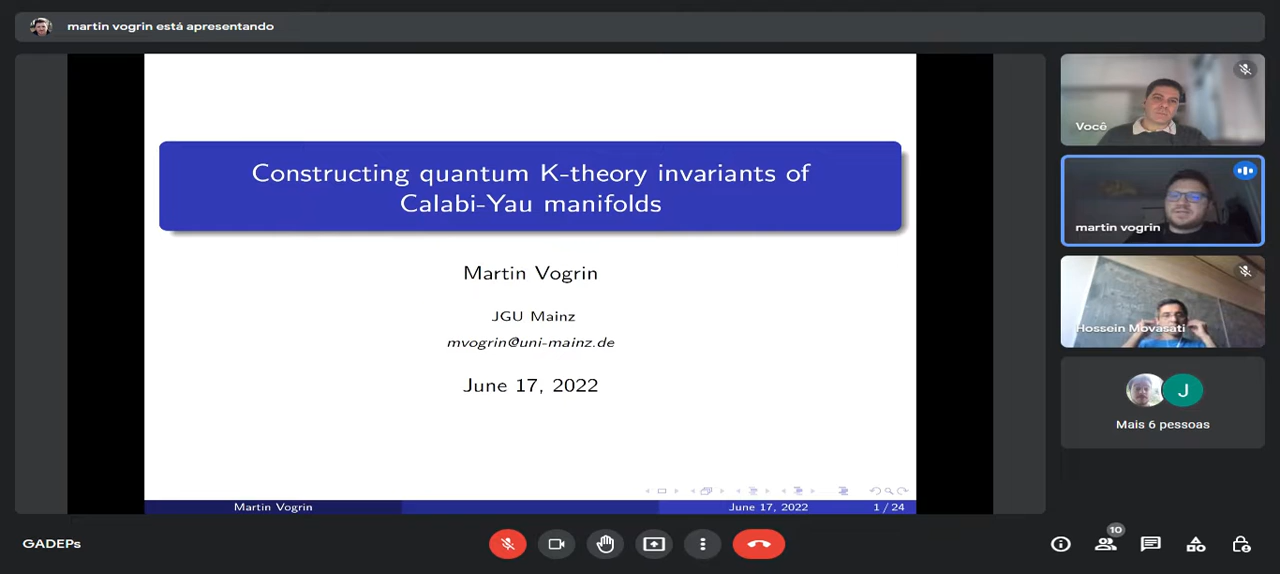 martin vogrin está apresentando
Constructing quantum K-theory invariants of
Calabi-Yau manifolds
Martin Vogrin
JGU Mainz
mvogrin@uni-mainz.de
June 17, 2022
Martin Vogrin
June 17, 2022
1 / 24
Você
martin vogrin
Hossein Movasati
J
Mais 6 pessoas
GADEPs
10